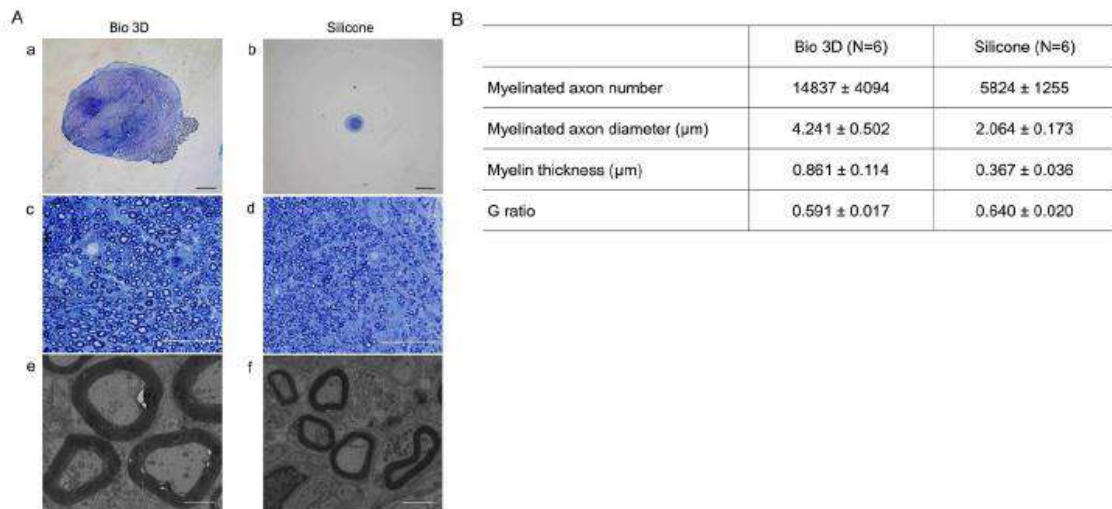 A
Bio 3D
Silicone
a
b
c
d
e
f
B
Bio 3D (N=6) Silicone (N=6)
Myelinated axon number 14837 ± 4094 5824 ± 1255
Myelinated axon diameter (μm) 4.241 ± 0.502 2.064 ± 0.173
Myelin thickness (μm) 0.861 ± 0.114 0.367 ± 0.036
G ratio 0.591 ± 0.017 0.640 ± 0.020